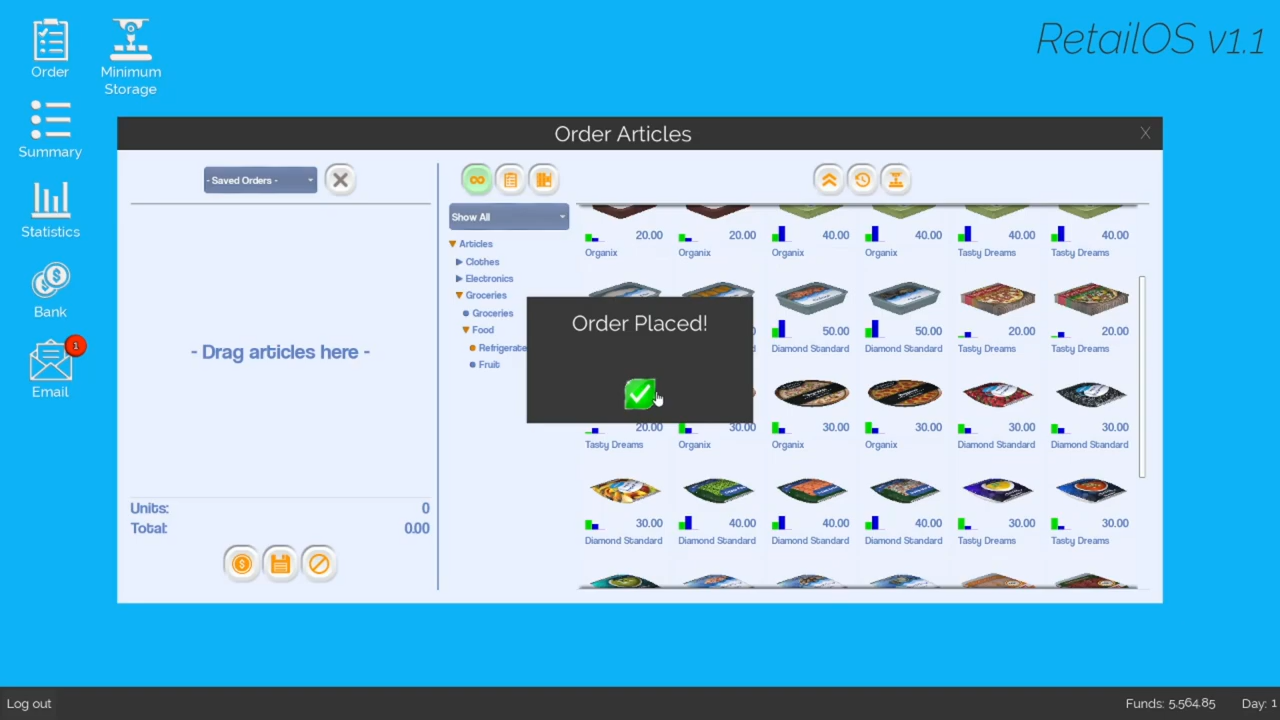 RetailOS v1.1
Order
Minimum
Storage
Summary
Statistics
Bank
1
Email
Order Articles
X
- Saved Orders -
Show All
Articles
Clothes
Electronics
Groceries
Groceries
Food
Refrigerate
Fruit
- Drag articles here -
Units: 0
Total: 0.00
20.00 20.00 40.00 40.00 40.00 40.00
Organix Organix Organix Organix Tasty Dreams Tasty Dreams
50.00 50.00 20.00 20.00
Diamond Standard Diamond Standard Tasty Dreams Tasty Dreams
20.00 30.00 30.00 30.00 30.00 30.00
Tasty Dreams Organix Organix Organix Diamond Standard Diamond Standard
30.00 40.00 40.00 40.00 30.00 30.00
Diamond Standard Diamond Standard Diamond Standard Diamond Standard Tasty Dreams Tasty Dreams
Order Placed!
Log out
Funds: 5,564.85 Day: 1